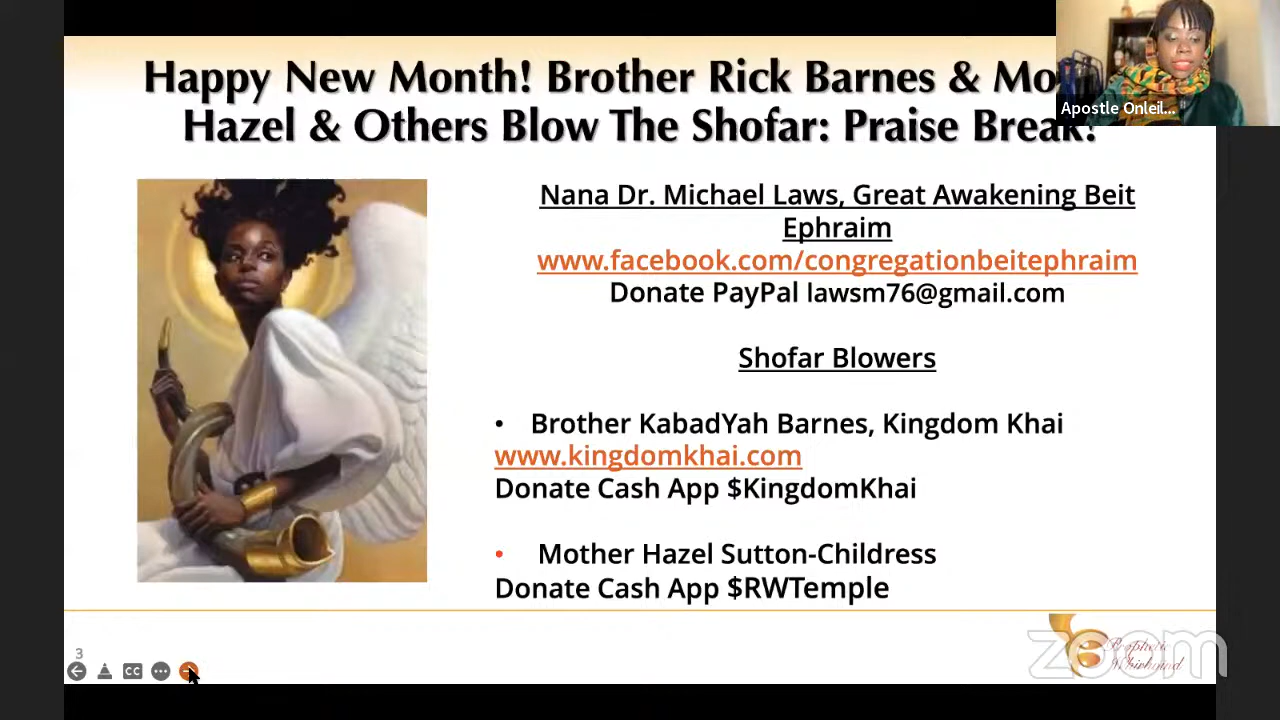 Happy New Month! Brother Rick Barnes & Mo
Hazel & Others Blow The Shofar: Praise Break!
Apostle Onleil...
Nana Dr. Michael Laws, Great Awakening Beit
Ephraim
www.facebook.com/congregationbeitephraim
Donate PayPal lawsm76@gmail.com
Shofar Blowers
• Brother KabadYah Barnes, Kingdom Khai
www.kingdomkhai.com
Donate Cash App $KingdomKhai
• Mother Hazel Sutton-Childress
Donate Cash App $RWTemple
3
CC
zoom
Prophetic
Whirlwind